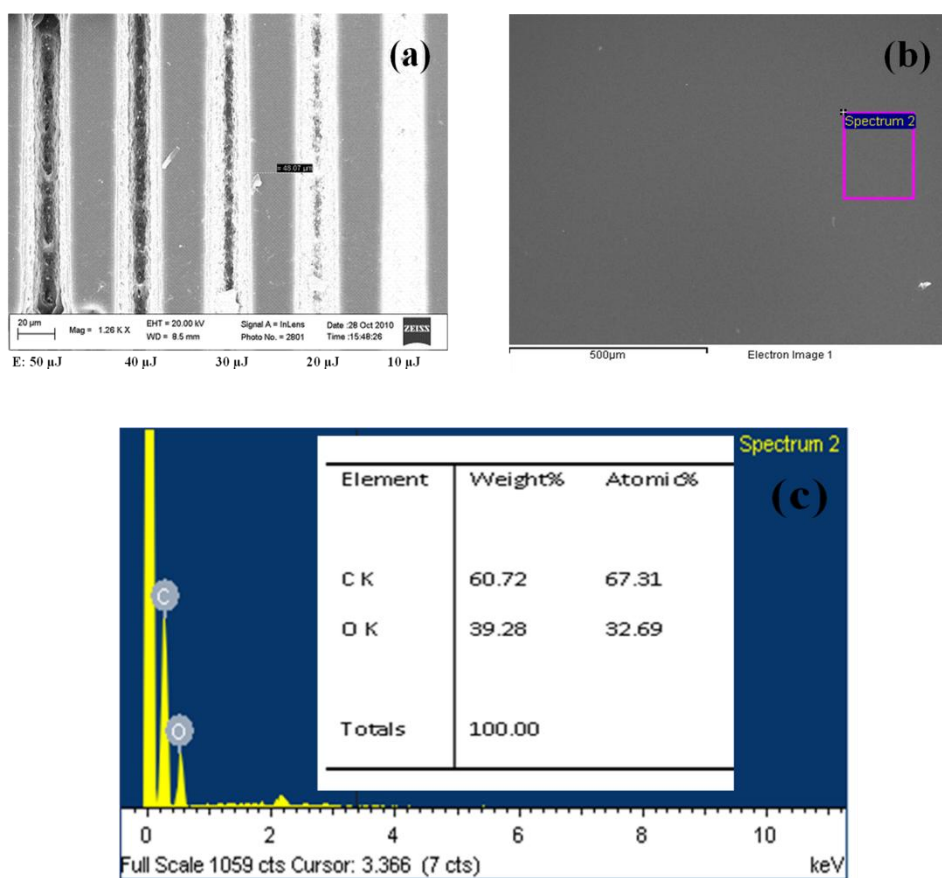 (a)
= 48.07 µm
20 µm
Mag = 1.26 K X
EHT = 20.00 kV
WD = 8.5 mm
Signal A = InLens
Photo No. = 2801
Date :28 Oct 2010
Time :15:48:26
ZEISS
E: 50 µJ 40 µJ 30 µJ 20 µJ 10 µJ
(b)
Spectrum 2
500µm Electron Image 1
Spectrum 2
(c)
Element Weight% Atomic%
C K 60.72 67.31
O K 39.28 32.69
Totals 100.00
C
O
0 2 4 6 8 10
Full Scale 1059 cts Cursor: 3.366 (7 cts) keV